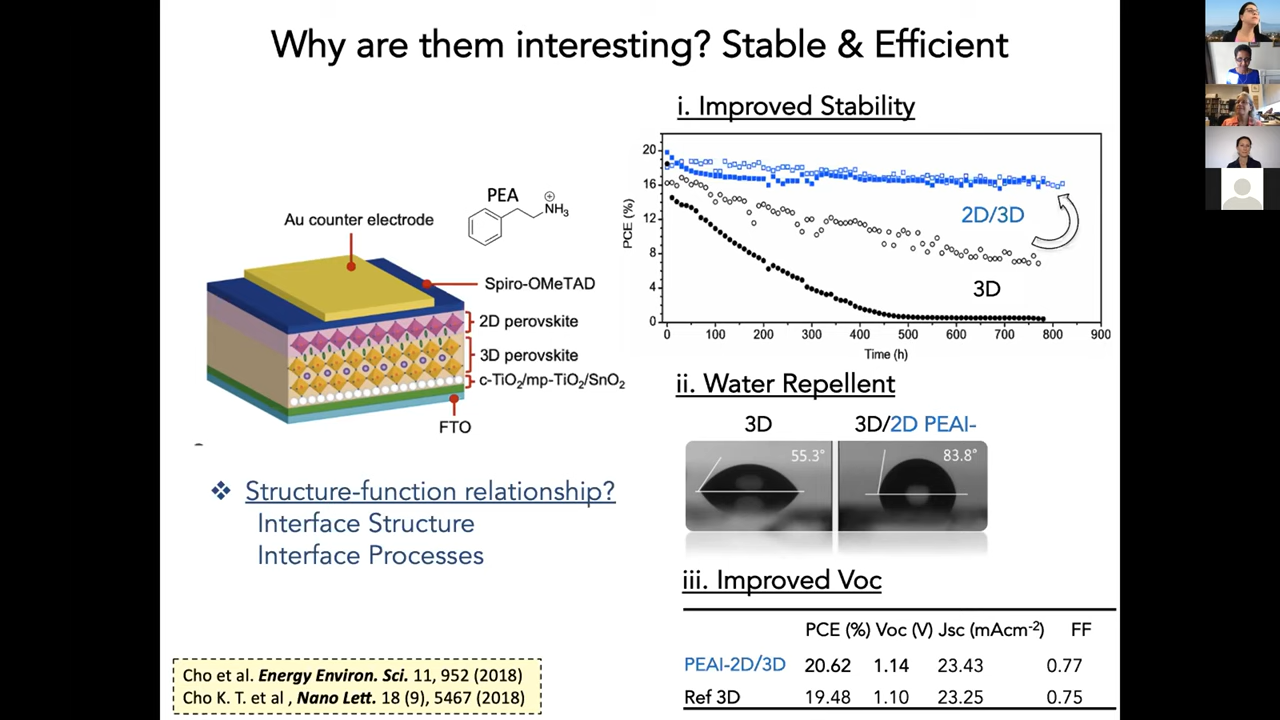 Why are them interesting? Stable & Efficient
i. Improved Stability
PCE (%)
20
16
12
8
4
0
0 100 200 300 400 500 600 700 800 900
Time (h)
2D/3D
3D
PEA
NH3
⊕
Au counter electrode
Spiro-OMeTAD
2D perovskite
3D perovskite
c-TiO2/mp-TiO2/SnO2
FTO
ii. Water Repellent
3D
3D/2D PEAI-
55.3°
83.8°
❖ Structure-function relationship?
Interface Structure
Interface Processes
iii. Improved Voc
PCE (%) Voc (V) Jsc (mAcm-2) FF
PEAI-2D/3D 20.62 1.14 23.43 0.77
Ref 3D 19.48 1.10 23.25 0.75
Cho et al. Energy Environ. Sci. 11, 952 (2018)
Cho K. T. et al , Nano Lett. 18 (9), 5467 (2018)